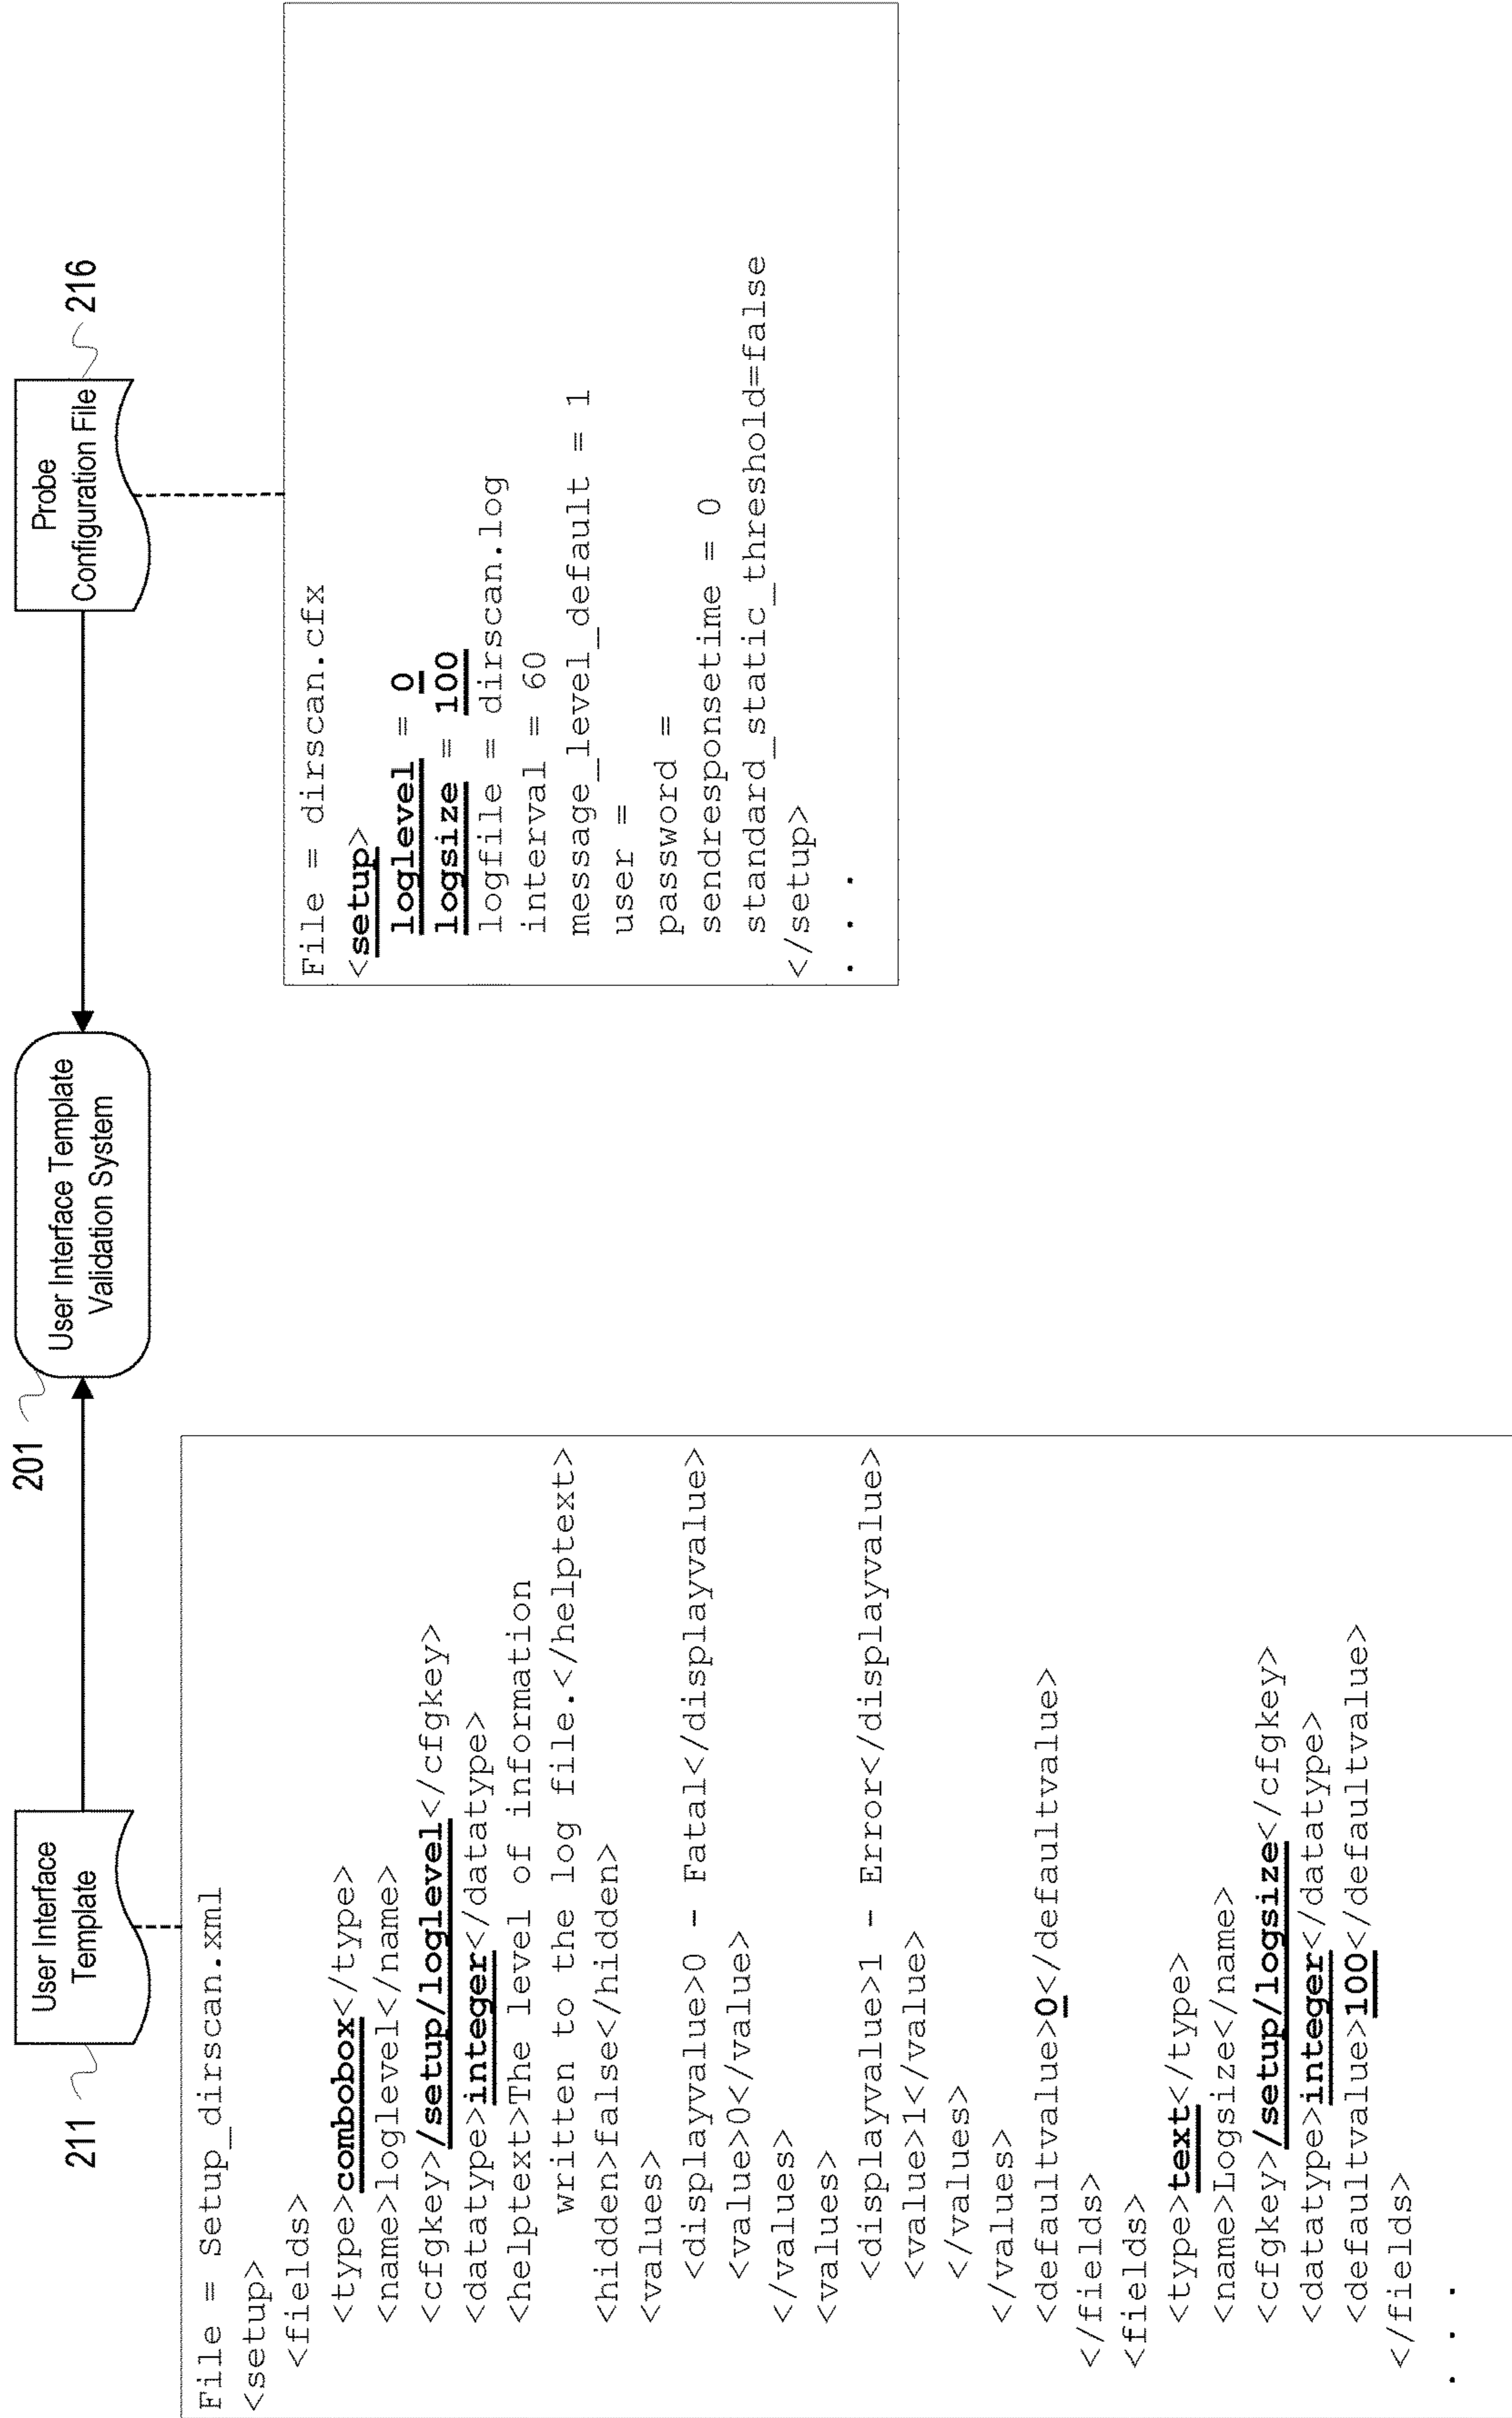 211
User Interface
Template
201
User Interface Template
Validation System
Probe
Configuration File
216
File = Setup_dirscan.xml
<setup>
<fields>
<type>combobox</type>
<name>loglevel</name>
<cfgkey>/setup/loglevel</cfgkey>
<datatype>integer</datatype>
<helptext>The level of information
written to the log file.</helptext>
<hidden>false</hidden>
<values>
<displayvalue>0 - Fatal</displayvalue>
<value>0</value>
</values>
<values>
<displayvalue>1 - Error</displayvalue>
<value>1</value>
</values>
</values>
<defaultvalue>0</defaultvalue>
</fields>
<fields>
<type>text</type>
<name>Logsize</name>
<cfgkey>/setup/logsize</cfgkey>
<datatype>integer</datatype>
<defaultvalue>100</defaultvalue>
</fields>
. . .
File = dirscan.cfx
<setup>
loglevel = 0
logsize = 100
logfile = dirscan.log
interval = 60
message_level_default = 1
user =
password =
sendresponsetime = 0
standard_static_threshold=false
</setup>
. . .